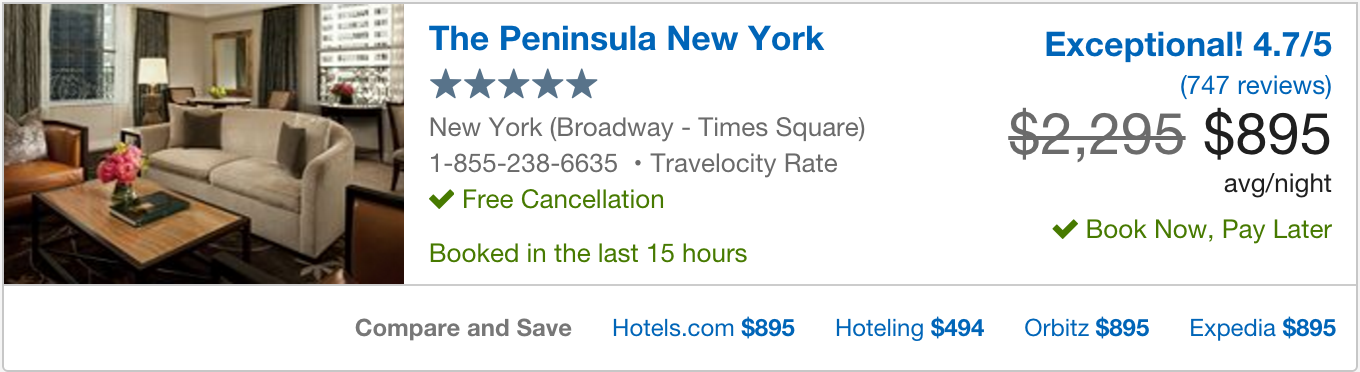 The Peninsula New York
New York (Broadway - Times Square)
1-855-238-6635 • Travelocity Rate
Free Cancellation
Booked in the last 15 hours
Exceptional! 4.7/5
(747 reviews)
$2,295 $895
avg/night
Book Now, Pay Later
Compare and Save Hotels.com $895 Hoteling $494 Orbitz $895 Expedia $895